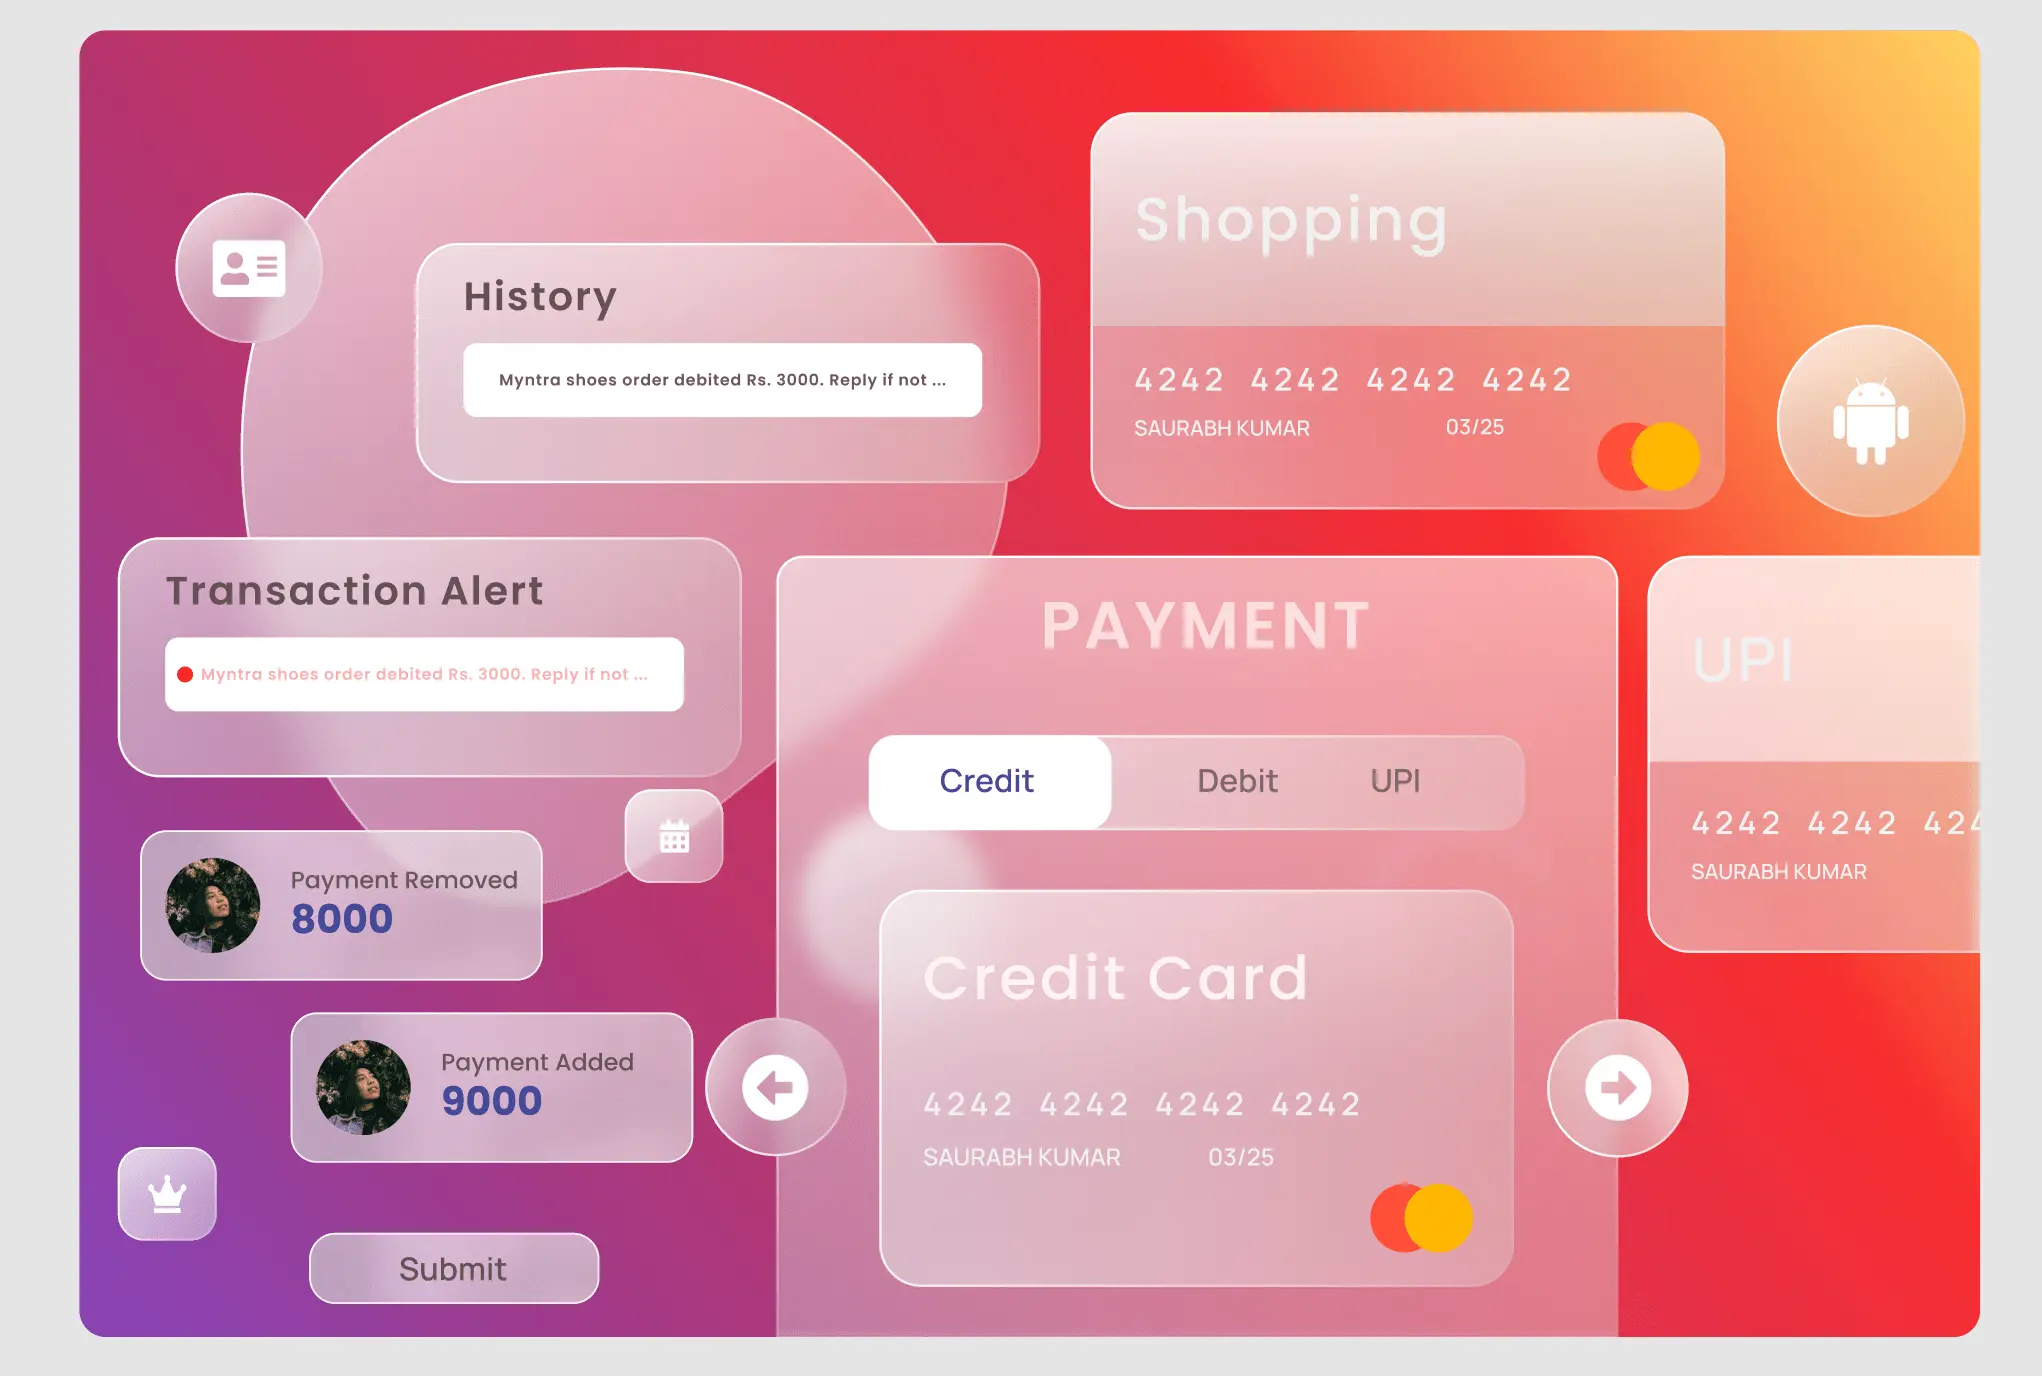 History
Myntra shoes order debited Rs. 3000. Reply if not ...
Shopping
4242 4242 4242 4242
SAURABH KUMAR 03/25
Transaction Alert
Myntra shoes order debited Rs. 3000. Reply if not ...
PAYMENT
Credit Debit UPI
Credit Card
4242 4242 4242 4242
SAURABH KUMAR 03/25
UPI
4242 4242 424
SAURABH KUMAR
Payment Removed
8000
Payment Added
9000
Submit